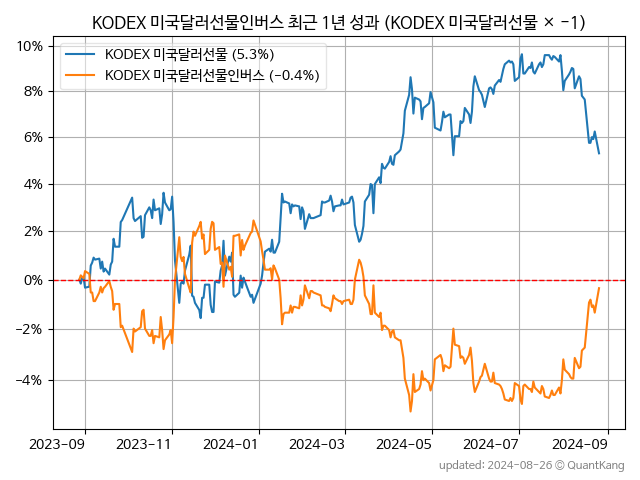 KODEX 미국달러선물인버스 최근 1년 성과 (KODEX 미국달러선물 × −1)
KODEX 미국달러선물 (5.3%)
KODEX 미국달러선물인버스 (−0.4%)
10%
8%
6%
4%
2%
0%
−2%
−4%
2023-09 2023-11 2024-01 2024-03 2024-05 2024-07 2024-09
updated: 2024-08-26 © QuantKang